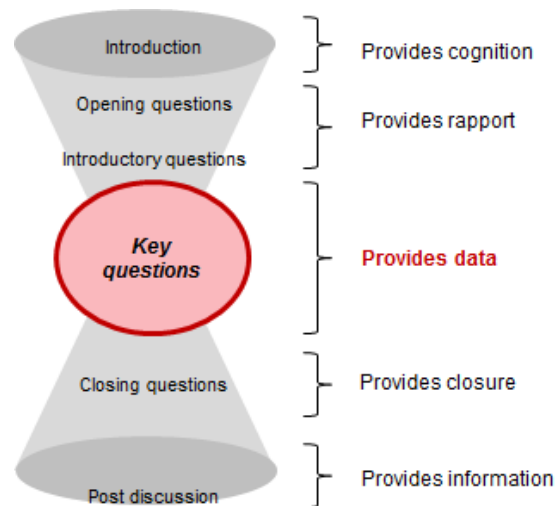 Introduction
Provides cognition
Opening questions
Provides rapport
Introductory questions
Key
questions
Provides data
Closing questions
Provides closure
Post discussion
Provides information